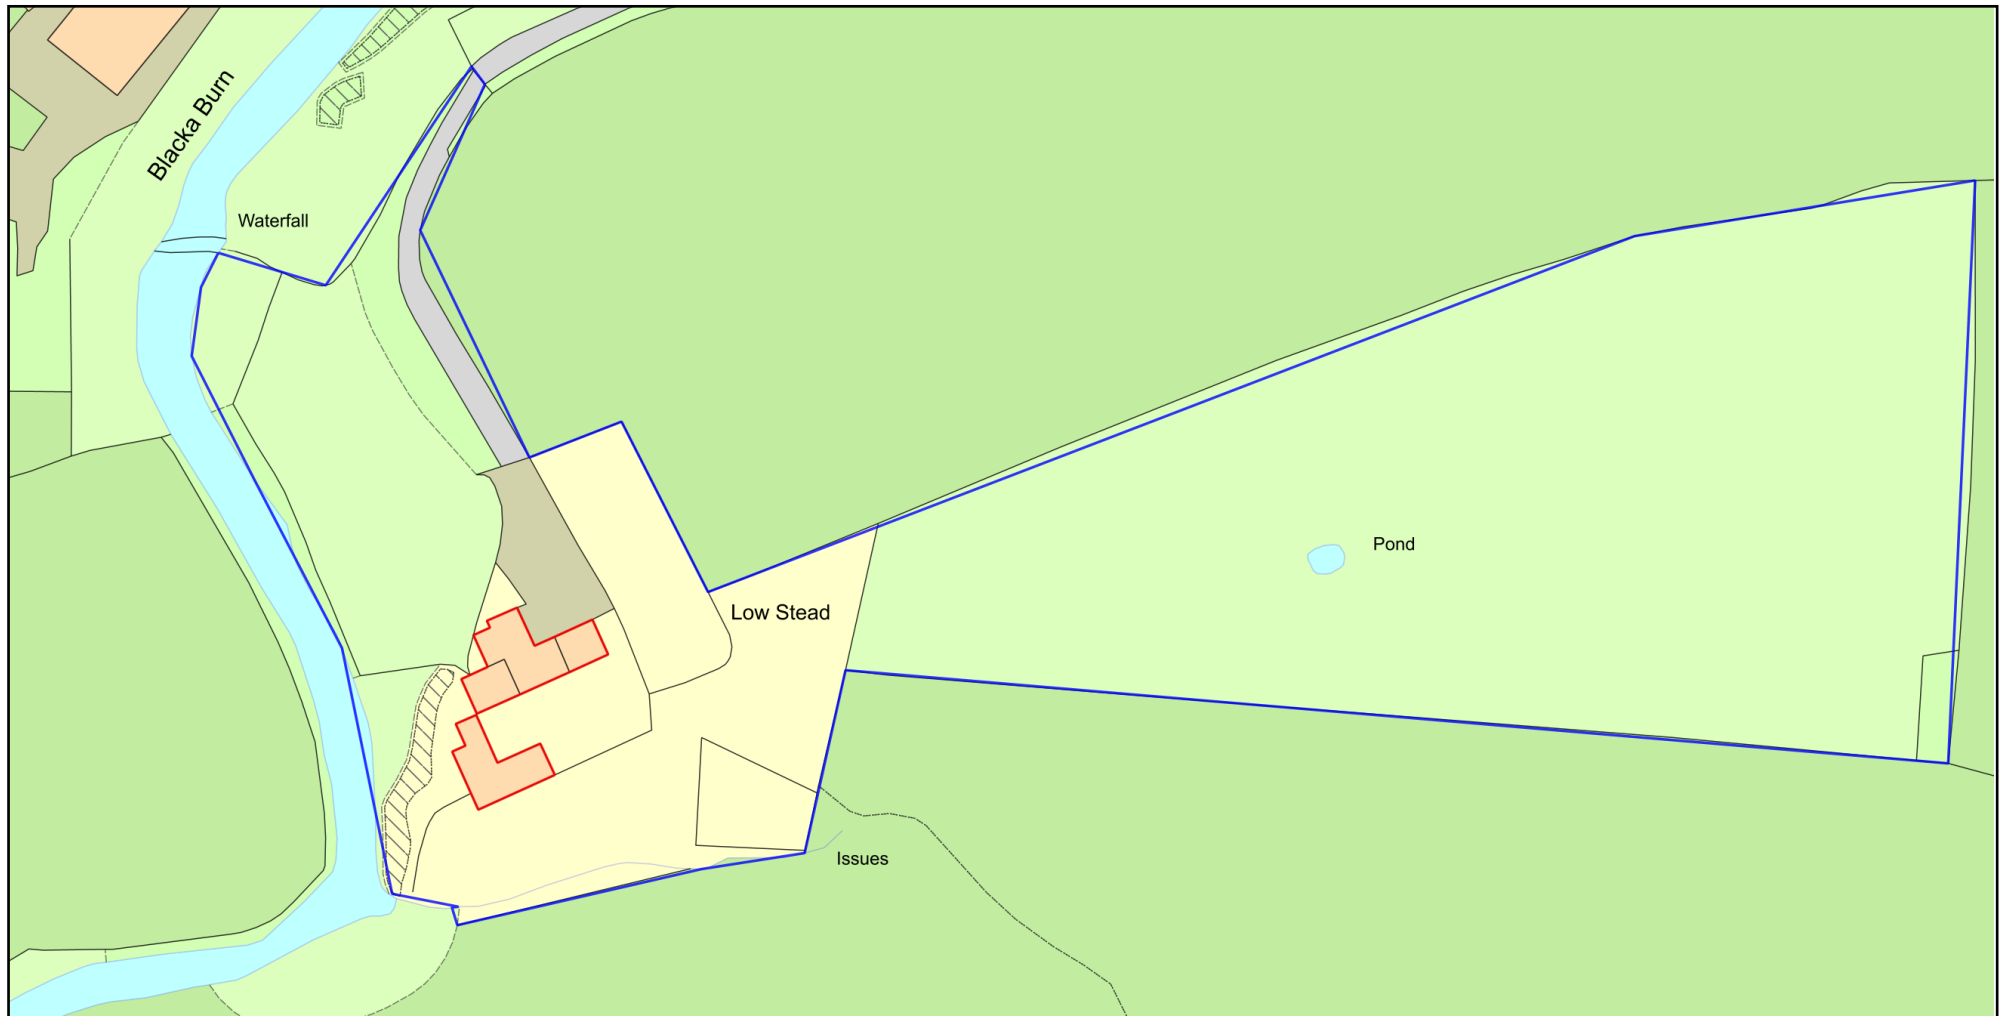 Blacka Burn
Waterfall
Pond
Low Stead
Issues